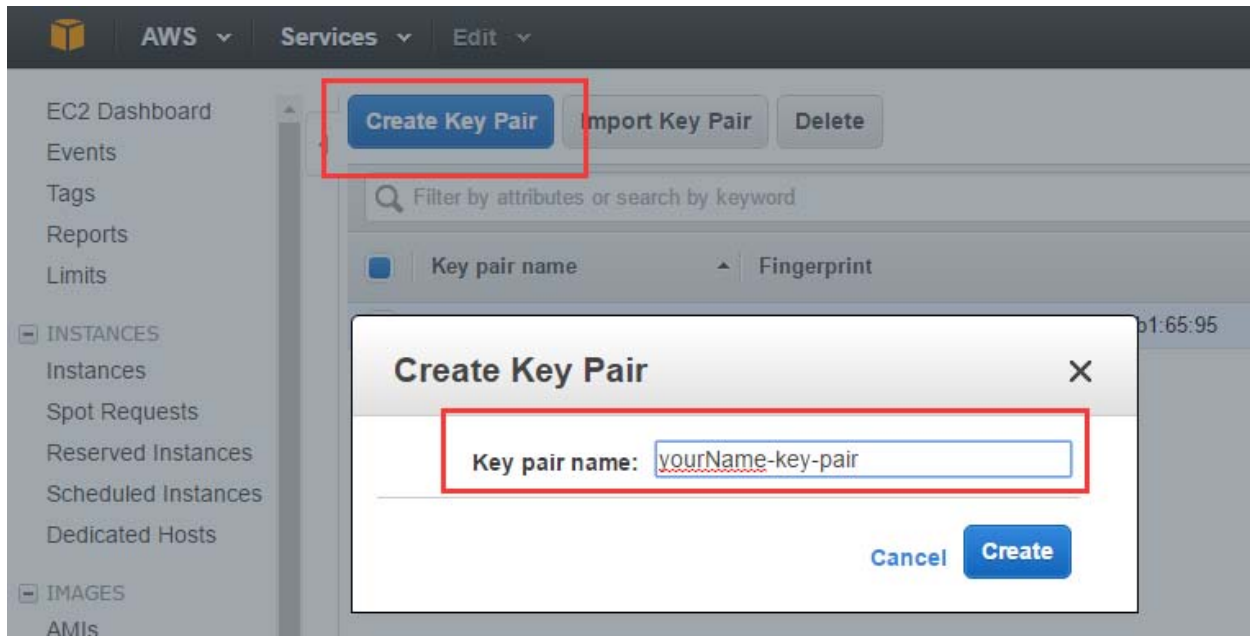 AWS Services Edit
EC2 Dashboard
Events
Tags
Reports
Limits
INSTANCES
Instances
Spot Requests
Reserved Instances
Scheduled Instances
Dedicated Hosts
IMAGES
AMIs
Create Key Pair Import Key Pair Delete
Filter by attributes or search by keyword
Key pair name Fingerprint
b1:65:95
Create Key Pair
Key pair name: yourName-key-pair
Cancel Create